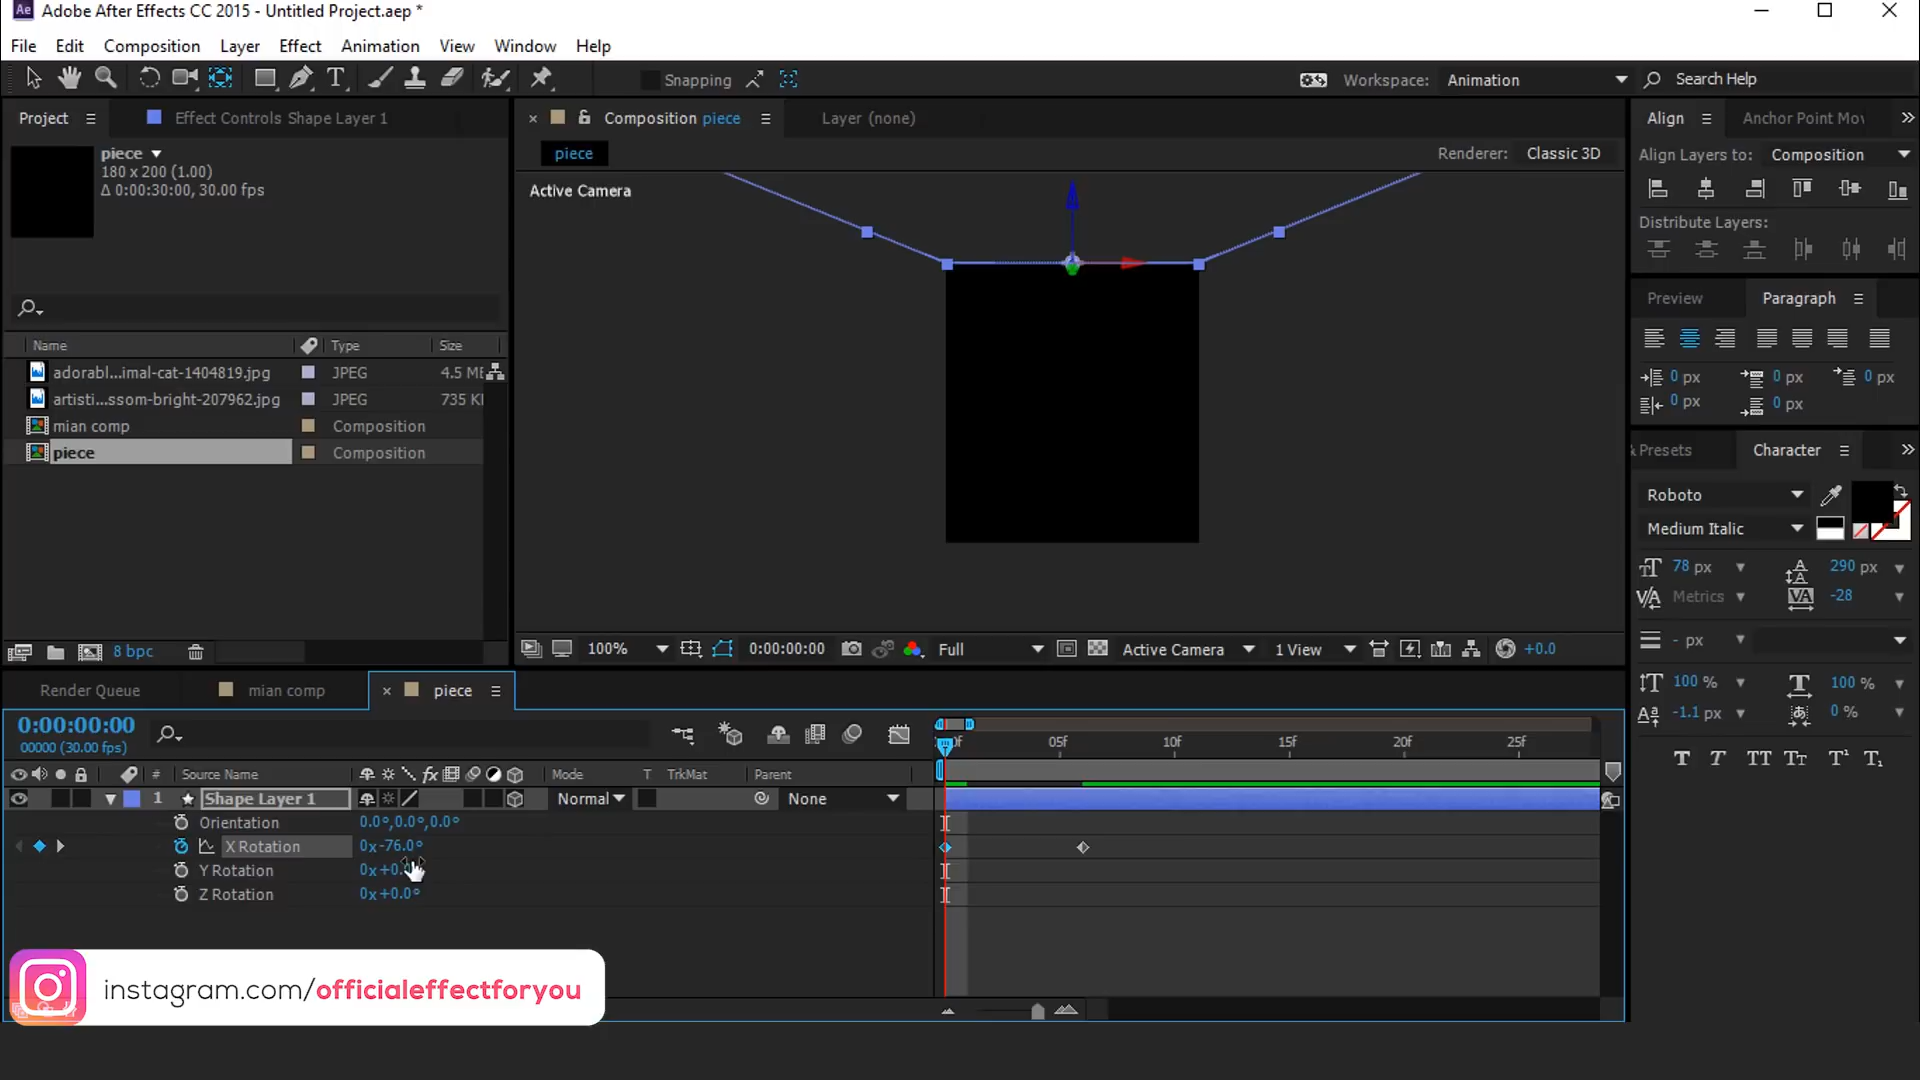 Adobe After Effects CC 2015 - Untitled Project.aep *
File Edit Composition Layer Effect Animation View Window Help
Snapping
Workspace: Animation
Search Help
Project
Effect Controls Shape Layer 1
piece
180 x 200 (1.00)
Δ 0:00:30:00, 30.00 fps
Name Type Size
adorabl...imal-cat-1404819.jpg JPEG 4.5 ME
artisti...ssom-bright-207962.jpg JPEG 735 K
mian comp Composition
piece Composition
8 bpc
Composition piece
Layer (none)
piece
Renderer: Classic 3D
Active Camera
100% 0:00:00:00 Full Active Camera 1 View +0.0
Align
Anchor Point Mov
Align Layers to: Composition
Distribute Layers:
Preview Paragraph
0 px 0 px 0 px
0 px 0 px
Presets Character
Roboto
Medium Italic
78 px 290 px
Metrics -28
- px
100 % 100 %
-1.1 px 0 %
T T TT Tт T¹ T₁
Render Queue
mian comp
piece
0:00:00:00
00000 (30.00 fps)
05f 10f 15f 20f 25f
# Source Name Mode T TrkMat Parent
1 Shape Layer 1 Normal None
Orientation 0.0°,0.0°,0.0°
X Rotation 0x-76.0°
Y Rotation 0x+0.0
Z Rotation 0x+0.0°
instagram.com/officialeffectforyou